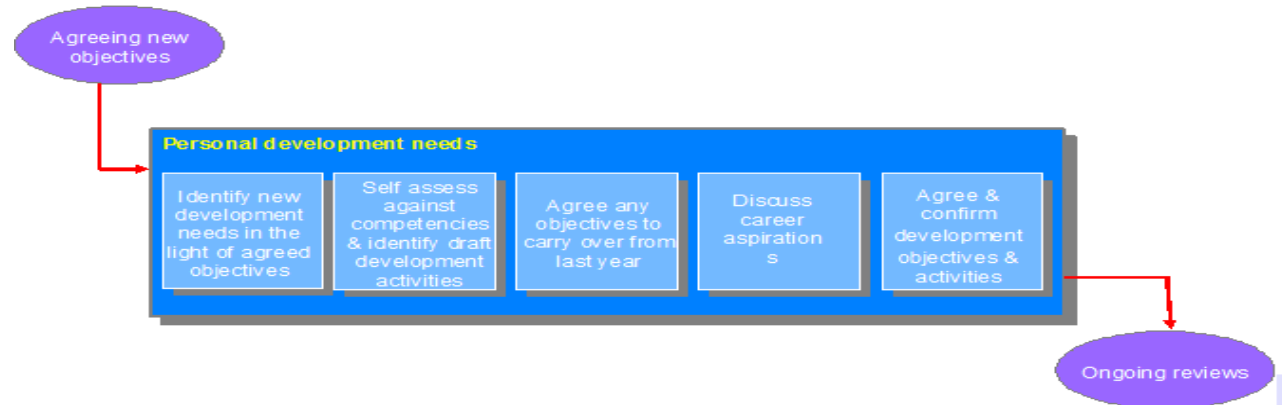 Agreeing new
objectives
Personal development needs
Identify new
development
needs in the
light of agreed
objectives
Self assess
against
competencies
& identify draft
development
activities
Agree any
objectives to
carry over from
last year
Discuss
career
aspiration
s
Agree &
confirm
development
objectives &
activities
Ongoing reviews